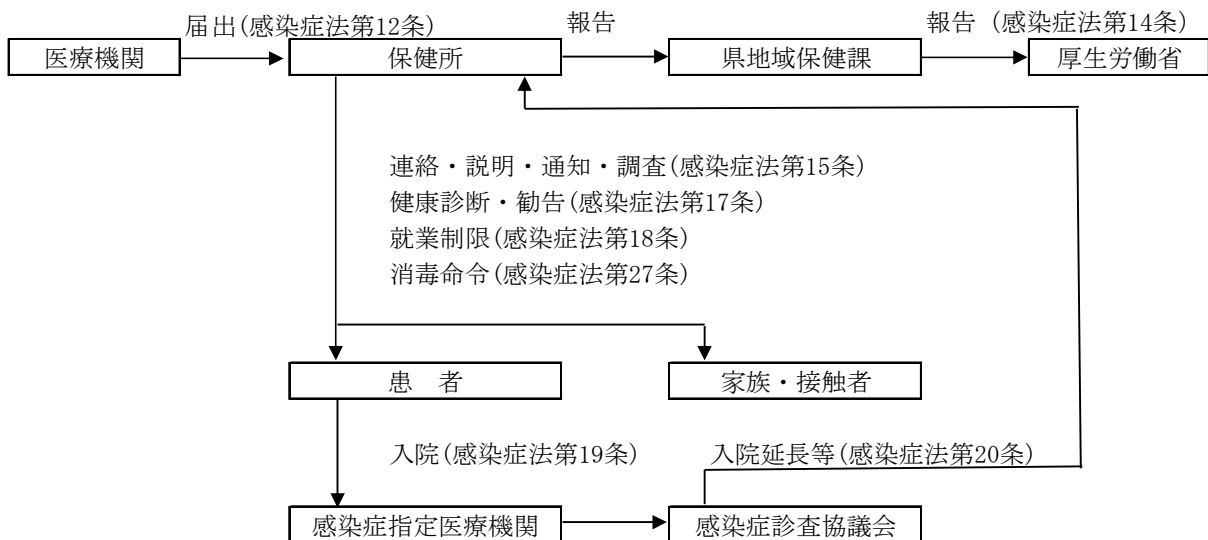 届出(感染症法第12条)
報告
報告 (感染症法第14条)
医療機関
保健所
県地域保健課
厚生労働省
連絡・説明・通知・調査(感染症法第15条)
健康診断・勧告(感染症法第17条)
就業制限(感染症法第18条)
消毒命令(感染症法第27条)
患　者
家族・接触者
入院(感染症法第19条)
入院延長等(感染症法第20条)
感染症指定医療機関
感染症診査協議会